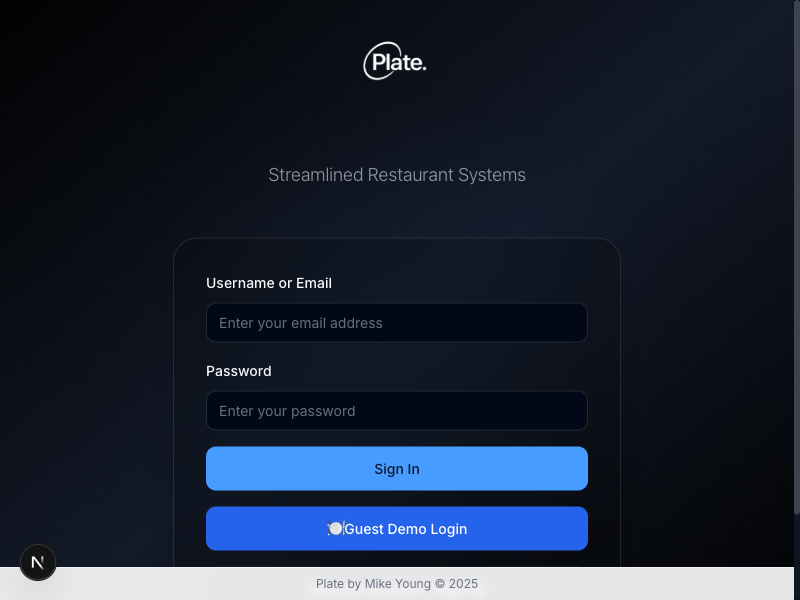 Plate.
Streamlined Restaurant Systems
Username or Email
Enter your email address
Password
Enter your password
Sign In
🍽️Guest Demo Login
N
Plate by Mike Young © 2025